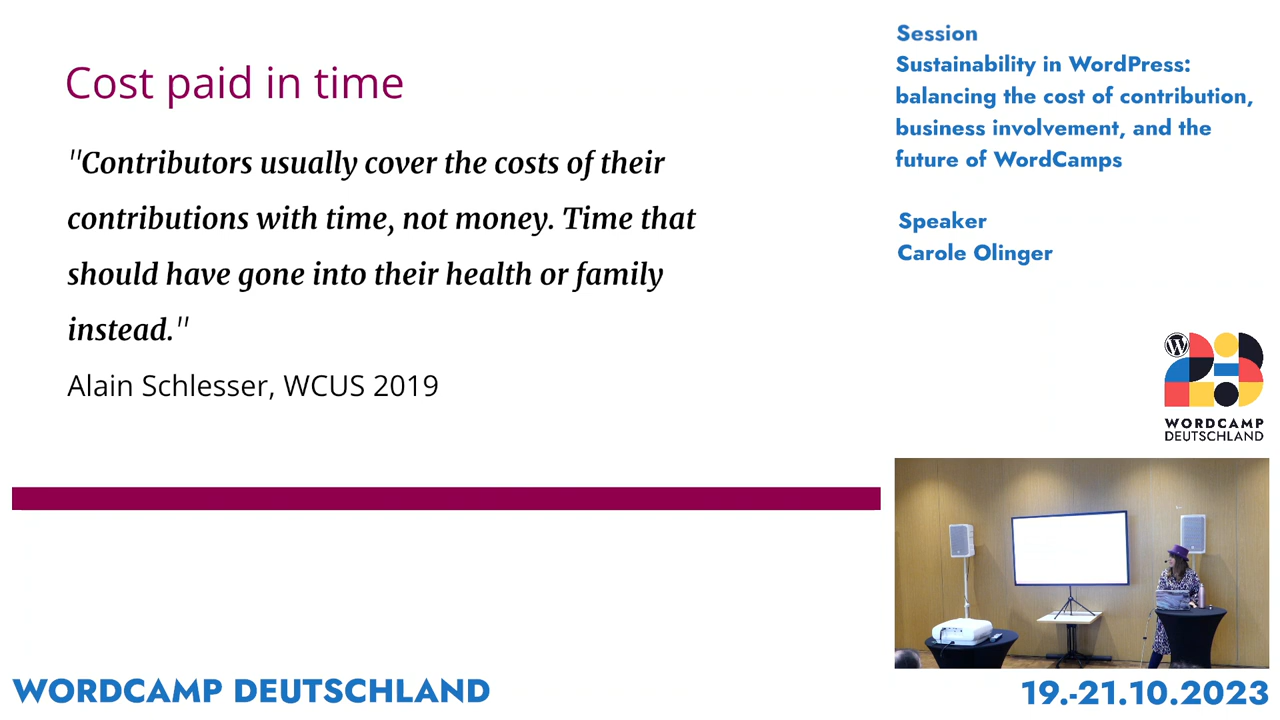 Cost paid in time
"Contributors usually cover the costs of their
contributions with time, not money. Time that
should have gone into their health or family
instead."
Alain Schlesser, WCUS 2019
Session
Sustainability in WordPress:
balancing the cost of contribution,
business involvement, and the
future of WordCamps
Speaker
Carole Olinger
WORDCAMP
DEUTSCHLAND
WORDCAMP DEUTSCHLAND
19.-21.10.2023